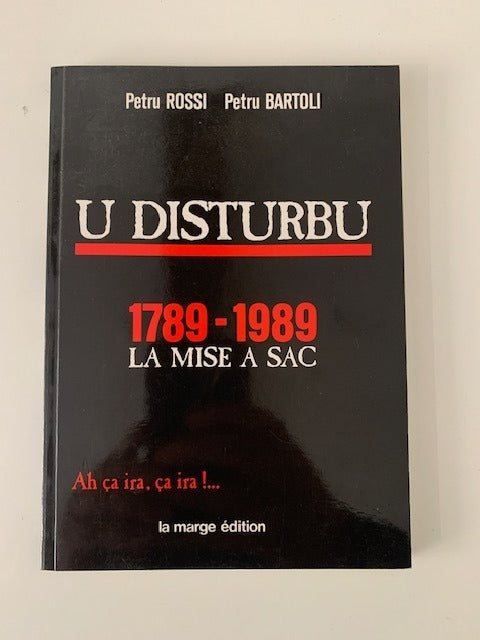 Petru ROSSI Petru BARTOLI
U DISTURBU
1789-1989
LA MISE A SAC
Ah ça ira, ça ira !...
la marge édition